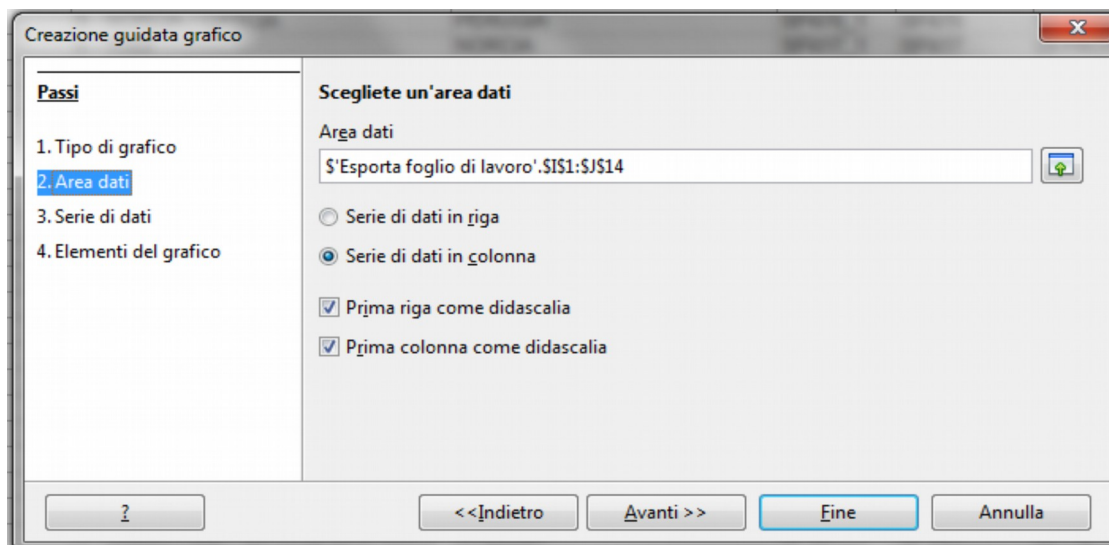 Creazione guidata grafico
Passi
1. Tipo di grafico
2. Area dati
3. Serie di dati
4. Elementi del grafico
Scegliete un'area dati
Area dati
$'Esporta foglio di lavoro'.$I$1:$J$14
Serie di dati in riga
Serie di dati in colonna
Prima riga come didascalia
Prima colonna come didascalia
?
<<Indietro
Avanti >>
Fine
Annulla